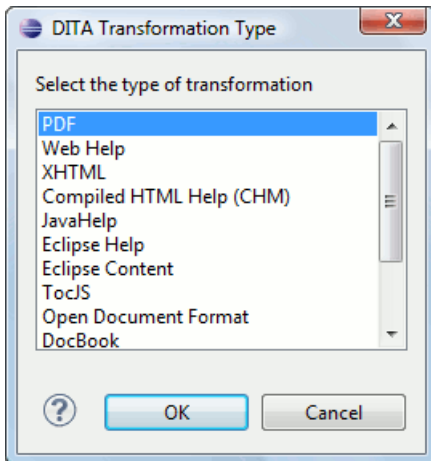 DITA Transformation Type
Select the type of transformation
PDF
Web Help
XHTML
Compiled HTML Help (CHM)
JavaHelp
Eclipse Help
Eclipse Content
TocJS
Open Document Format
DocBook
?
OK Cancel